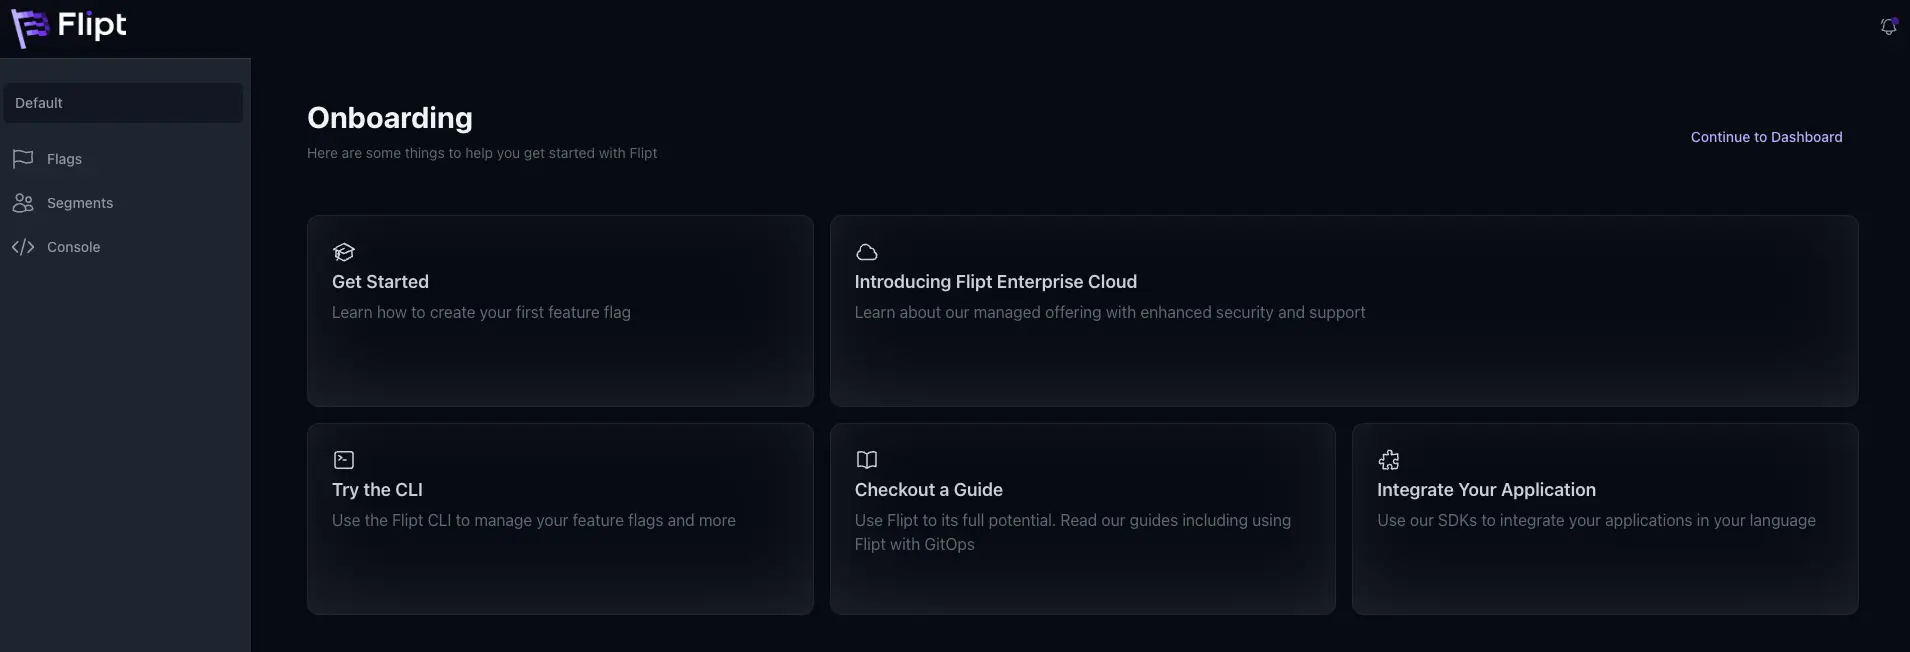 Flipt
Default
Flags
Segments
Console
Onboarding
Here are some things to help you get started with Flipt
Continue to Dashboard
Get Started
Learn how to create your first feature flag
Introducing Flipt Enterprise Cloud
Learn about our managed offering with enhanced security and support
Try the CLI
Use the Flipt CLI to manage your feature flags and more
Checkout a Guide
Use Flipt to its full potential. Read our guides including using
Flipt with GitOps
Integrate Your Application
Use our SDKs to integrate your applications in your language